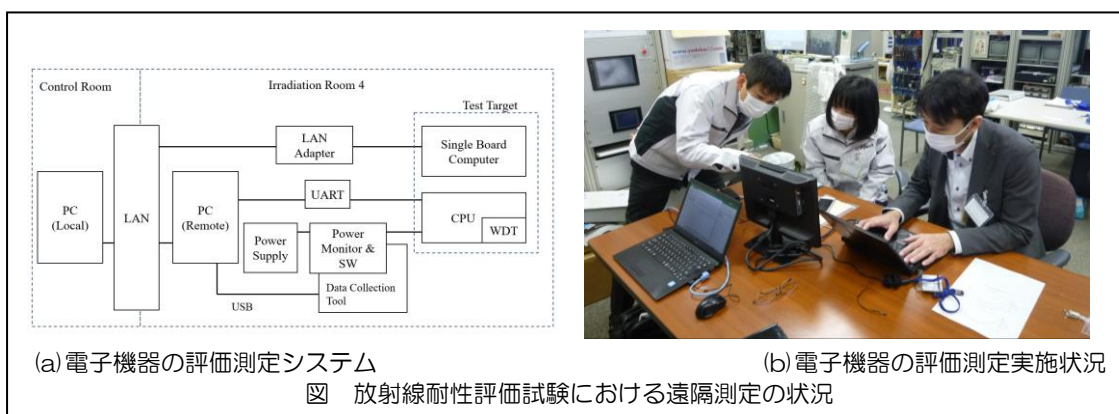 Control Room
Irradiation Room 4
Test Target
LAN
Adapter
Single Board
Computer
UART
PC
(Local)
LAN
PC
(Remote)
CPU
WDT
Power
Supply
Power
Monitor &
SW
Data Collection
Tool
USB
www.yodobashi.com
(a)電子機器の評価測定システム
(b)電子機器の評価測定実施状況
図 放射線耐性評価試験における遠隔測定の状況